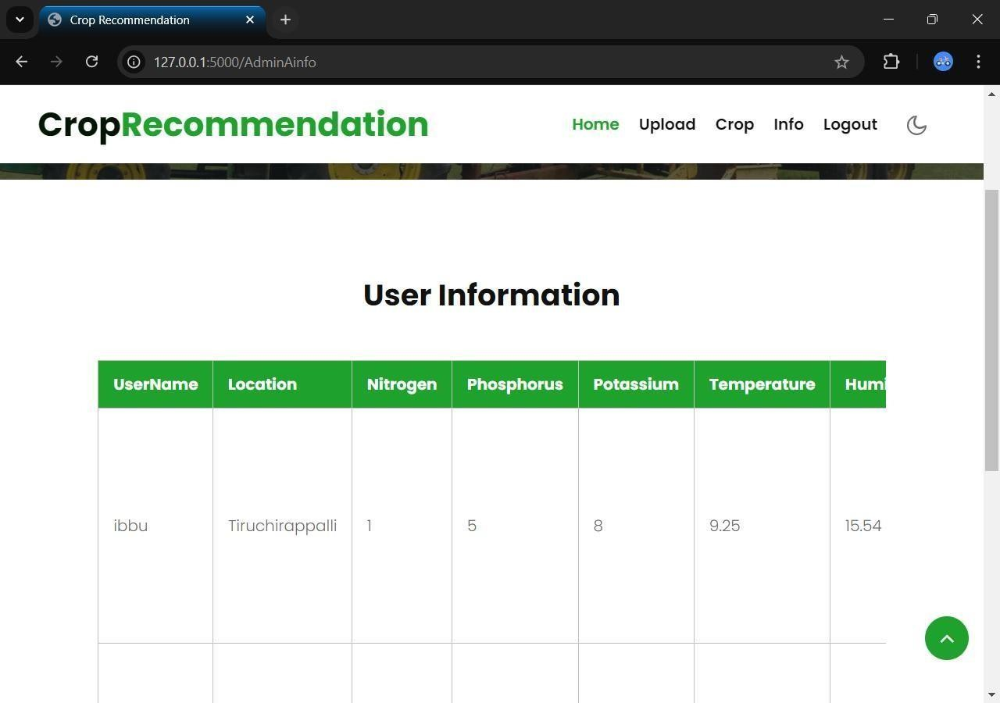 Crop Recommendation
127.0.0.1:5000/AdminAinfo
CropRecommendation
Home Upload Crop Info Logout
User Information
UserName Location Nitrogen Phosphorus Potassium Temperature Humi
ibbu Tiruchirappalli 1 5 8 9.25 15.54